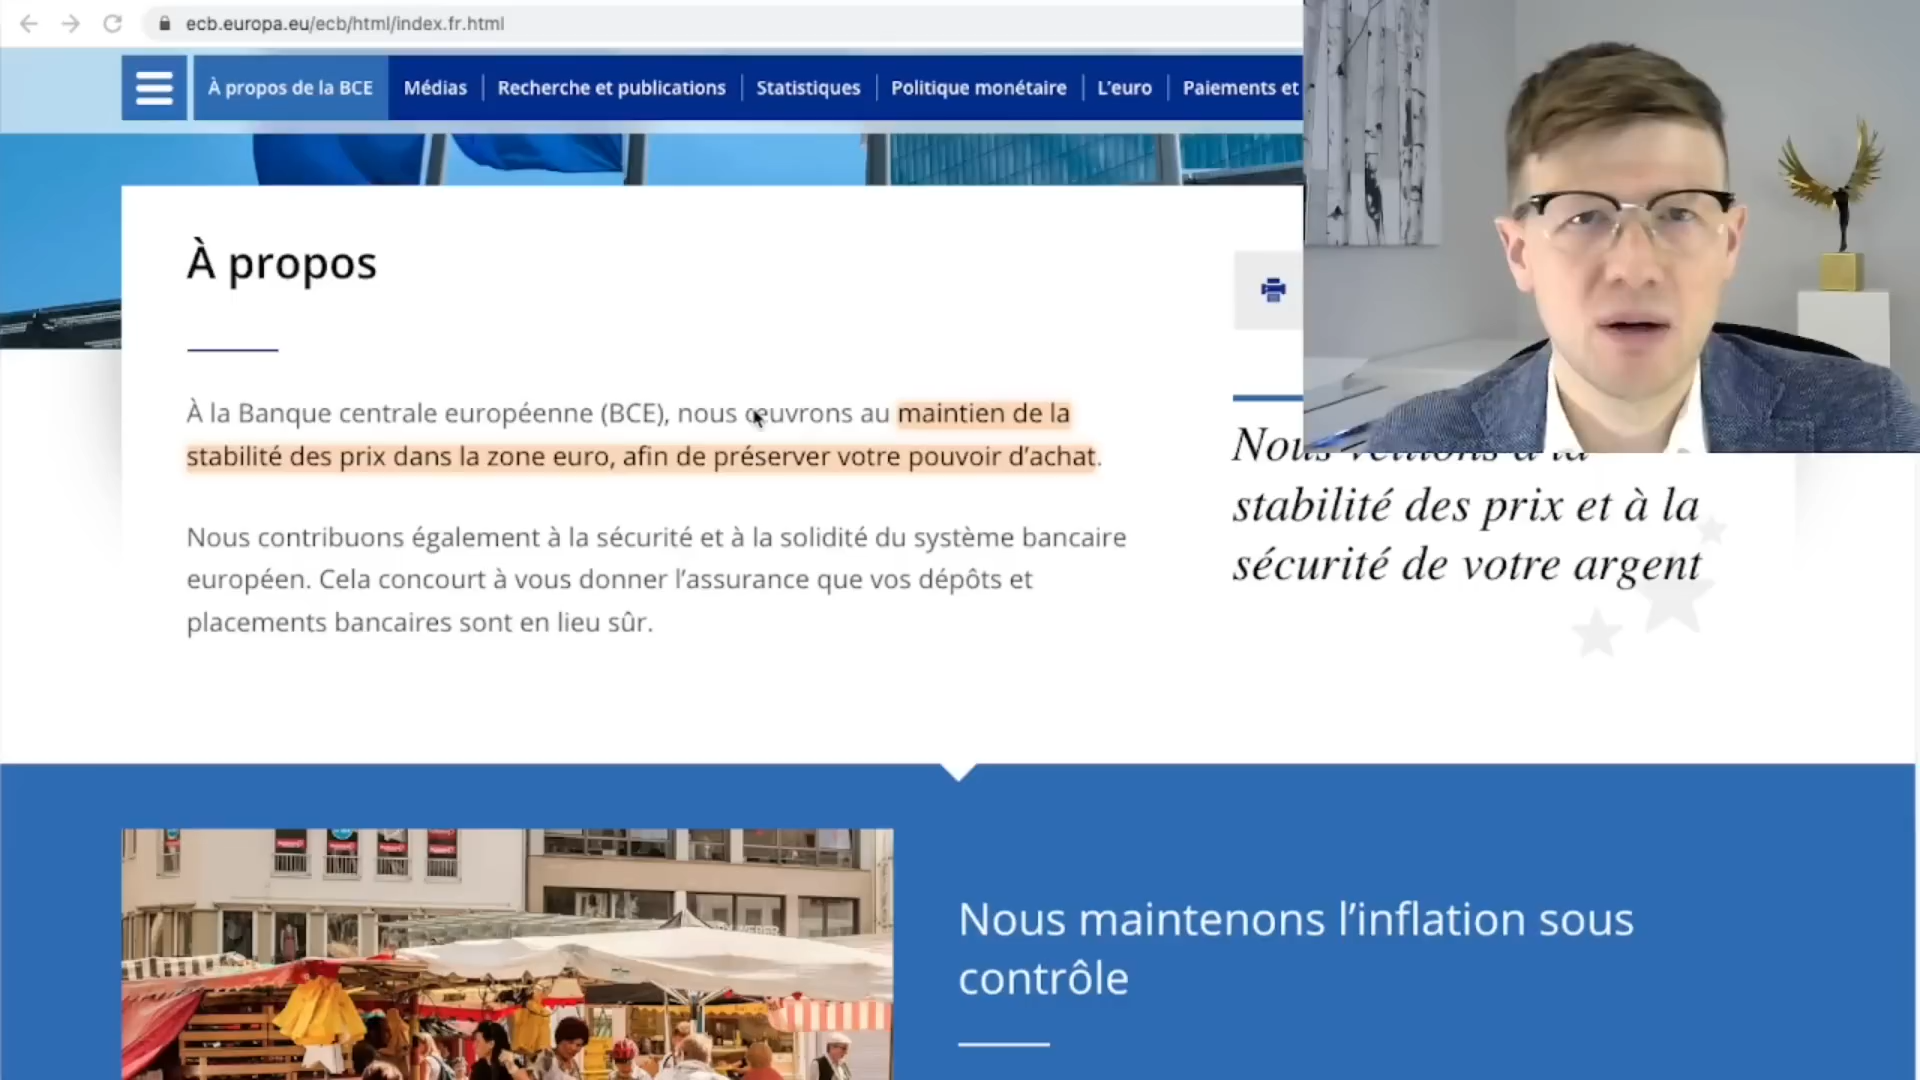 ecb.europa.eu/ecb/html/index.fr.html
À propos de la BCE
Médias
Recherche et publications
Statistiques
Politique monétaire
L'euro
Paiements et
À propos
À la Banque centrale européenne (BCE), nous œuvrons au maintien de la
stabilité des prix dans la zone euro, afin de préserver votre pouvoir d'achat.
Nous contribuons également à la sécurité et à la solidité du système bancaire
européen. Cela concourt à vous donner l'assurance que vos dépôts et
placements bancaires sont en lieu sûr.
Nous veillons à la
stabilité des prix et à la
sécurité de votre argent
Nous maintenons l'inflation sous
contrôle